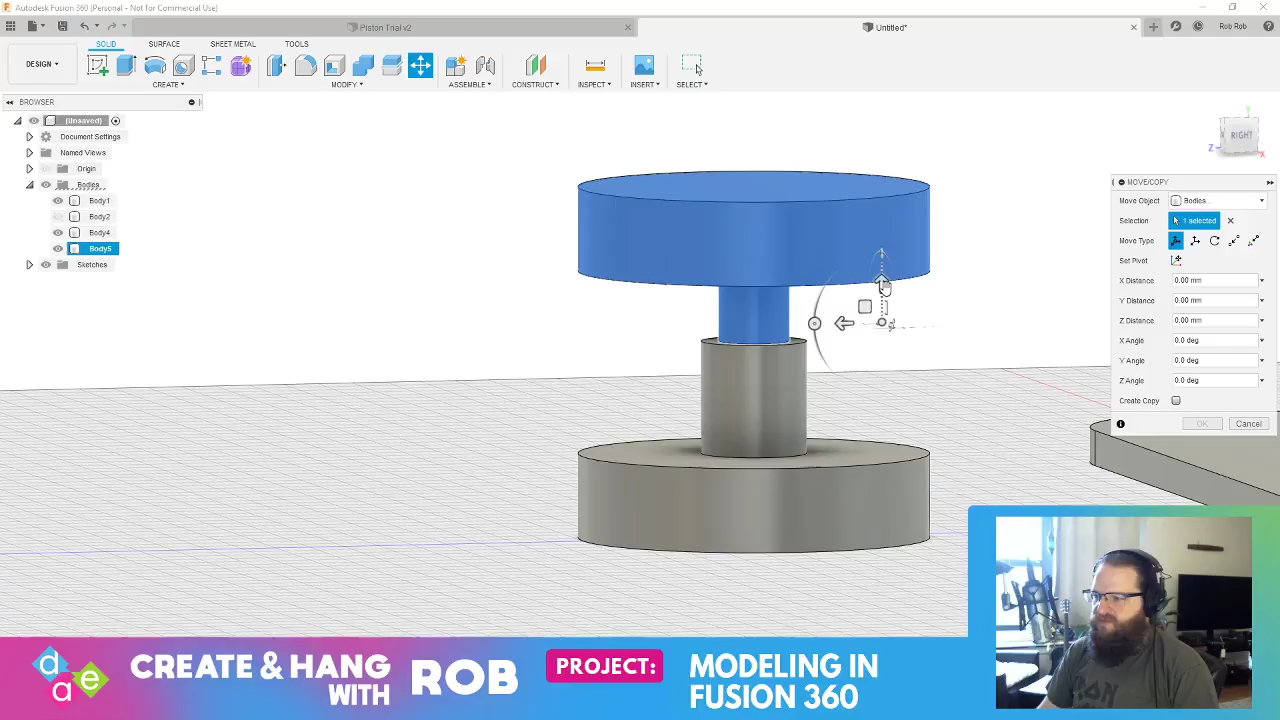 Autodesk Fusion 360 (Personal - Not for Commercial Use)
Piston Trial v2
Untitled*
Rob Rob
DESIGN
SOLID
SURFACE
SHEET METAL
TOOLS
CREATE
MODIFY
ASSEMBLE
CONSTRUCT
INSPECT
INSERT
SELECT
BROWSER
(Unsaved)
Document Settings
Named Views
Origin
Bodies
Body1
Body2
Body4
Body5
Sketches
Y
RIGHT
Z
X
MOVE/COPY
Move Object
Bodies...
Selection
1 selected
Move Type
Set Pivot
X Distance
0.00 mm
Y Distance
0.00 mm
Z Distance
0.00 mm
X Angle
0.0 deg
Y Angle
0.0 deg
Z Angle
0.0 deg
Create Copy
OK
Cancel
d
a
e
CREATE & HANG
WITH
ROB
PROJECT:
MODELING IN
FUSION 360